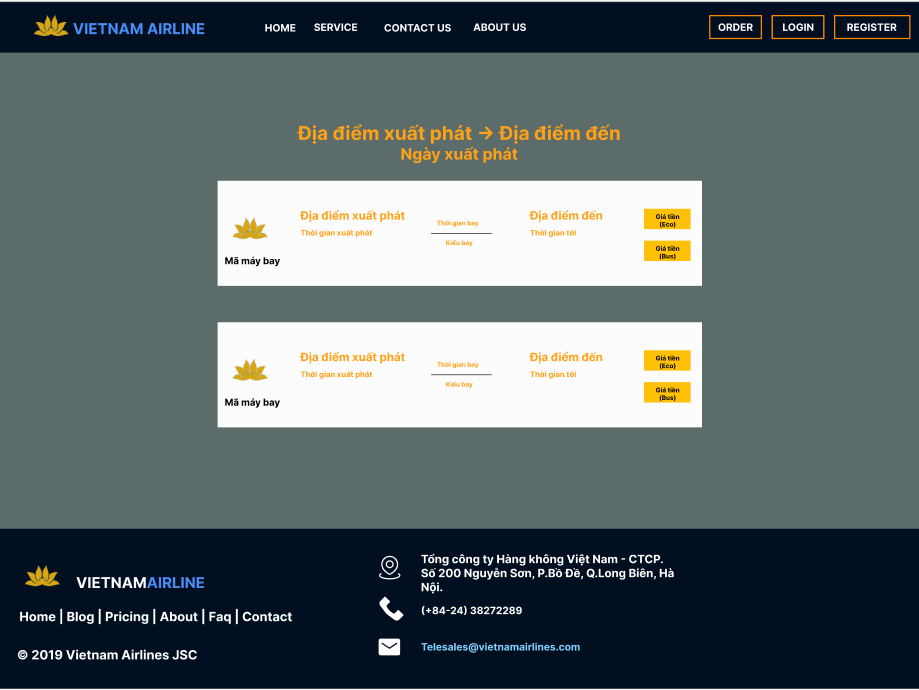 VIETNAM AIRLINE HOME SERVICE CONTACT US ABOUT US ORDER LOGIN REGISTER
Địa điểm xuất phát → Địa điểm đến
Ngày xuất phát
Địa điểm xuất phát Thời gian bay Địa điểm đến Giá tiền
(Eco)
Thời gian xuất phát Kiểu bay Thời gian tới Giá tiền
(Bus)
Mã máy bay
Địa điểm xuất phát Thời gian bay Địa điểm đến Giá tiền
(Eco)
Thời gian xuất phát Kiểu bay Thời gian tới Giá tiền
(Bus)
Mã máy bay
VIETNAMAIRLINE
Home | Blog | Pricing | About | Faq | Contact
© 2019 Vietnam Airlines JSC
Tổng công ty Hàng không Việt Nam - CTCP.
Số 200 Nguyễn Sơn, P.Bồ Đề, Q.Long Biên, Hà
Nội.
(+84-24) 38272289
Telesales@vietnamairlines.com